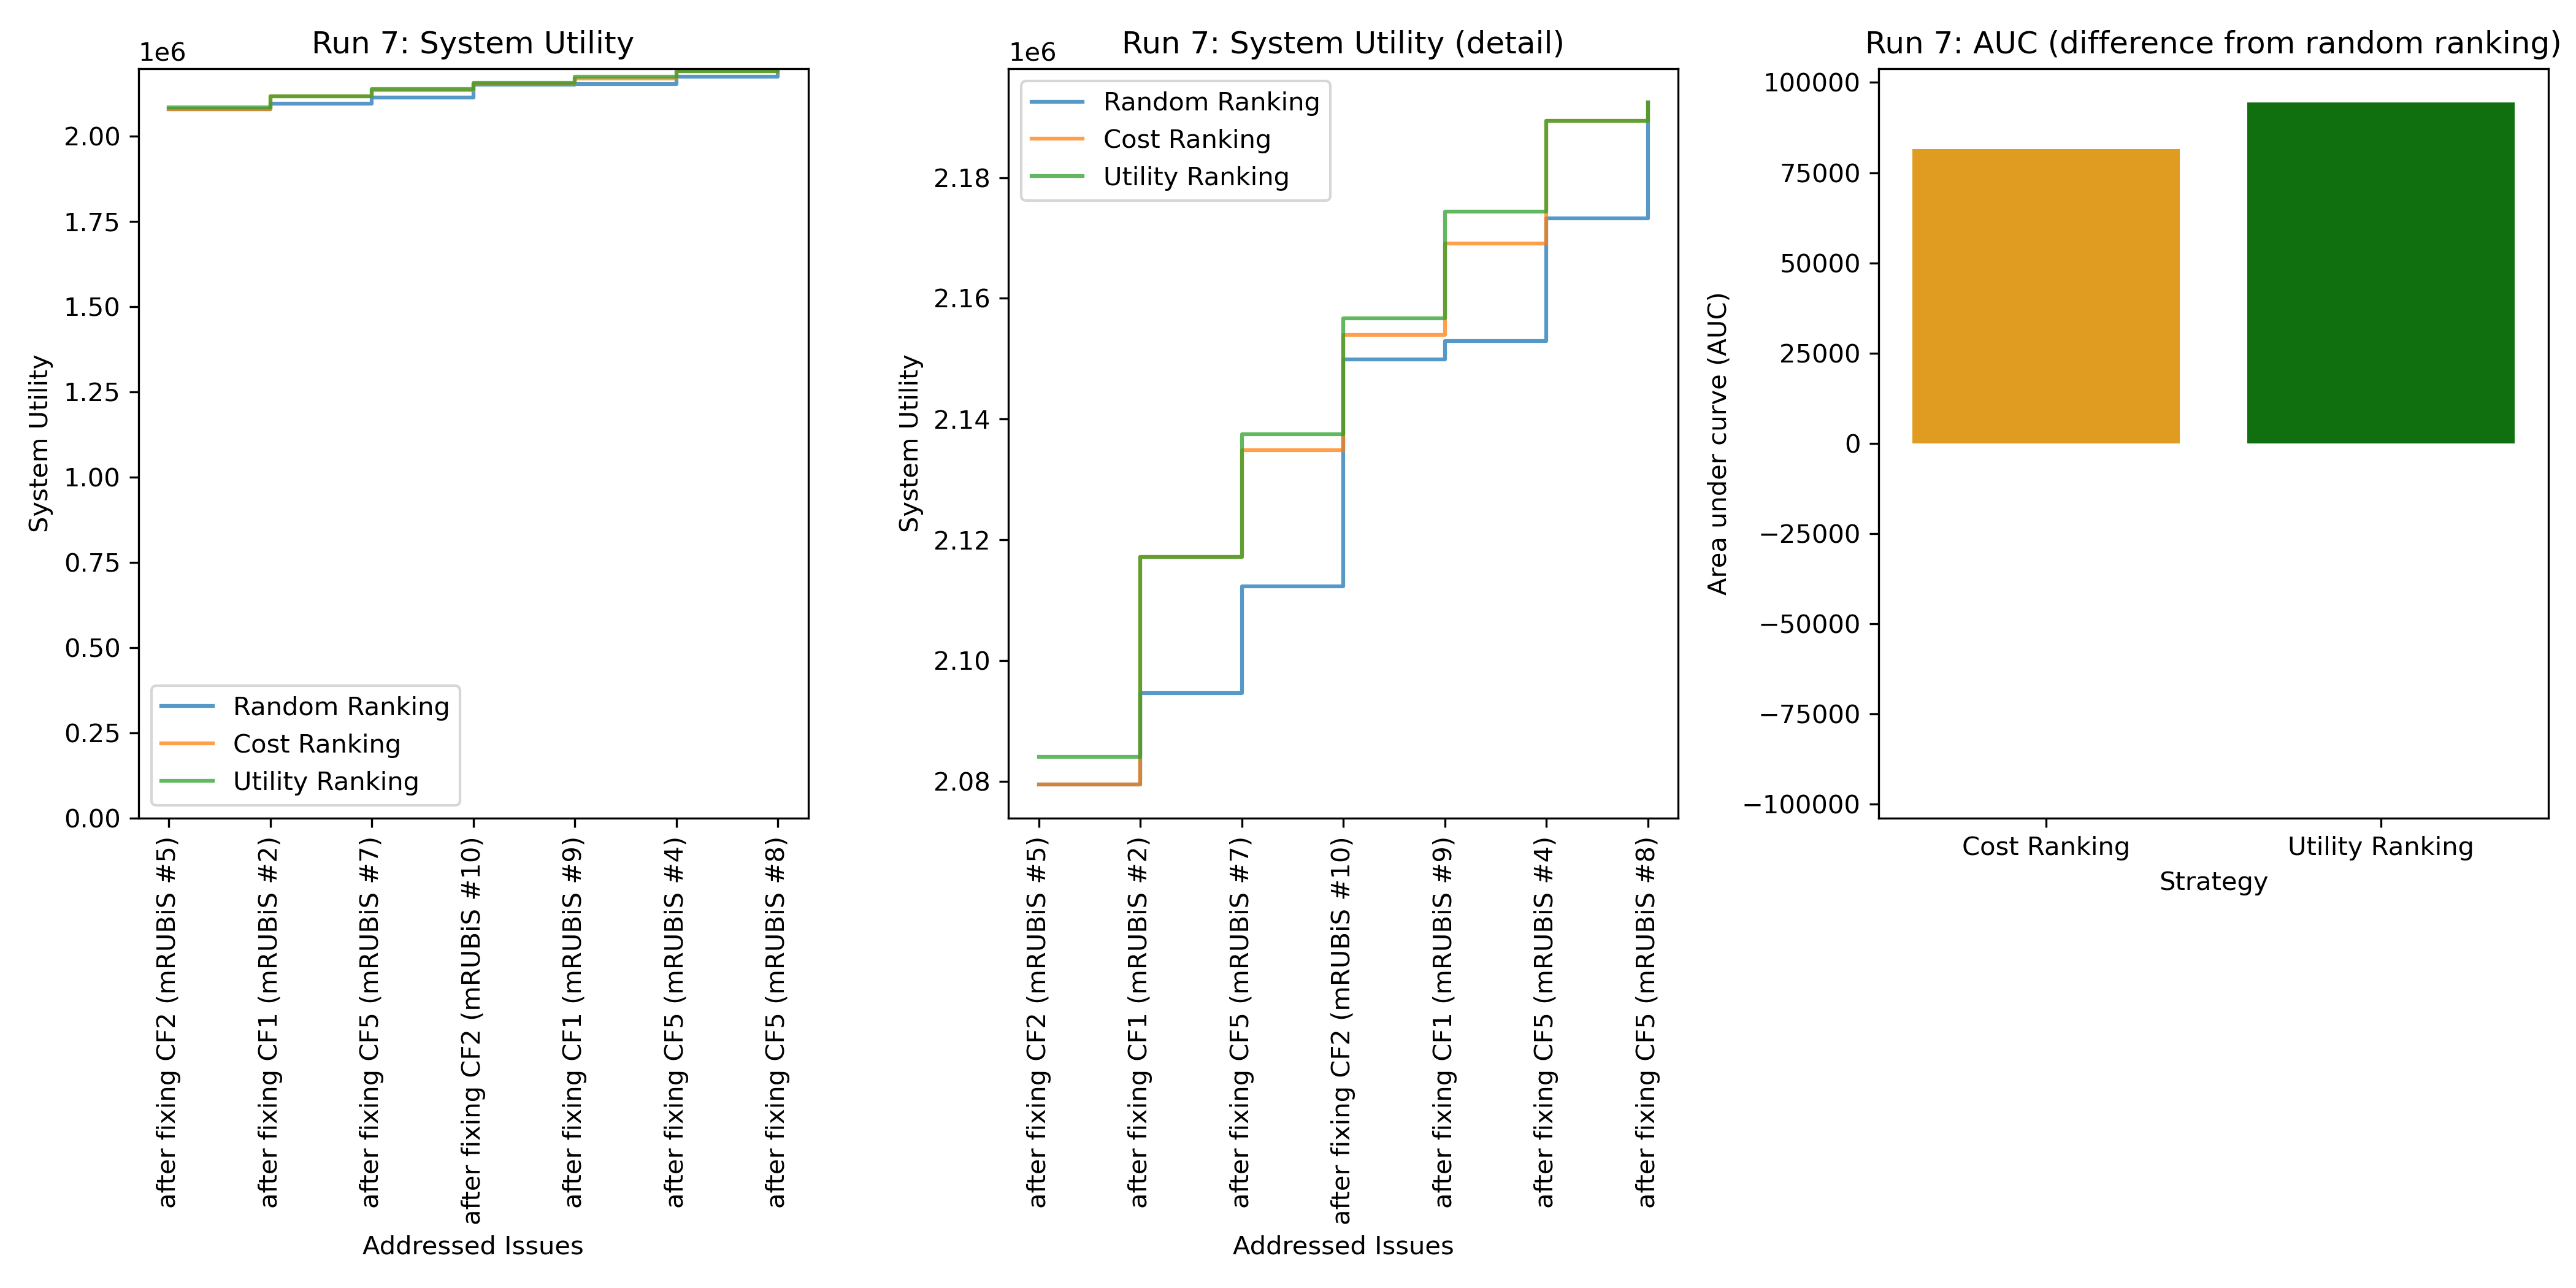 Run 7: System Utility
1e6
2.00
1.75
1.50
1.25
1.00
0.75
0.50
0.25
0.00
System Utility
Random Ranking
Cost Ranking
Utility Ranking
after fixing CF2 (mRUBiS #5)
after fixing CF1 (mRUBiS #2)
after fixing CF5 (mRUBiS #7)
after fixing CF2 (mRUBiS #10)
after fixing CF1 (mRUBiS #9)
after fixing CF5 (mRUBiS #4)
after fixing CF5 (mRUBiS #8)
Addressed Issues
Run 7: System Utility (detail)
1e6
Random Ranking
Cost Ranking
Utility Ranking
2.18
2.16
2.14
2.12
2.10
2.08
System Utility
after fixing CF2 (mRUBiS #5)
after fixing CF1 (mRUBiS #2)
after fixing CF5 (mRUBiS #7)
after fixing CF2 (mRUBiS #10)
after fixing CF1 (mRUBiS #9)
after fixing CF5 (mRUBiS #4)
after fixing CF5 (mRUBiS #8)
Addressed Issues
Run 7: AUC (difference from random ranking)
100000
75000
50000
25000
0
−25000
−50000
−75000
−100000
Area under curve (AUC)
Cost Ranking
Utility Ranking
Strategy